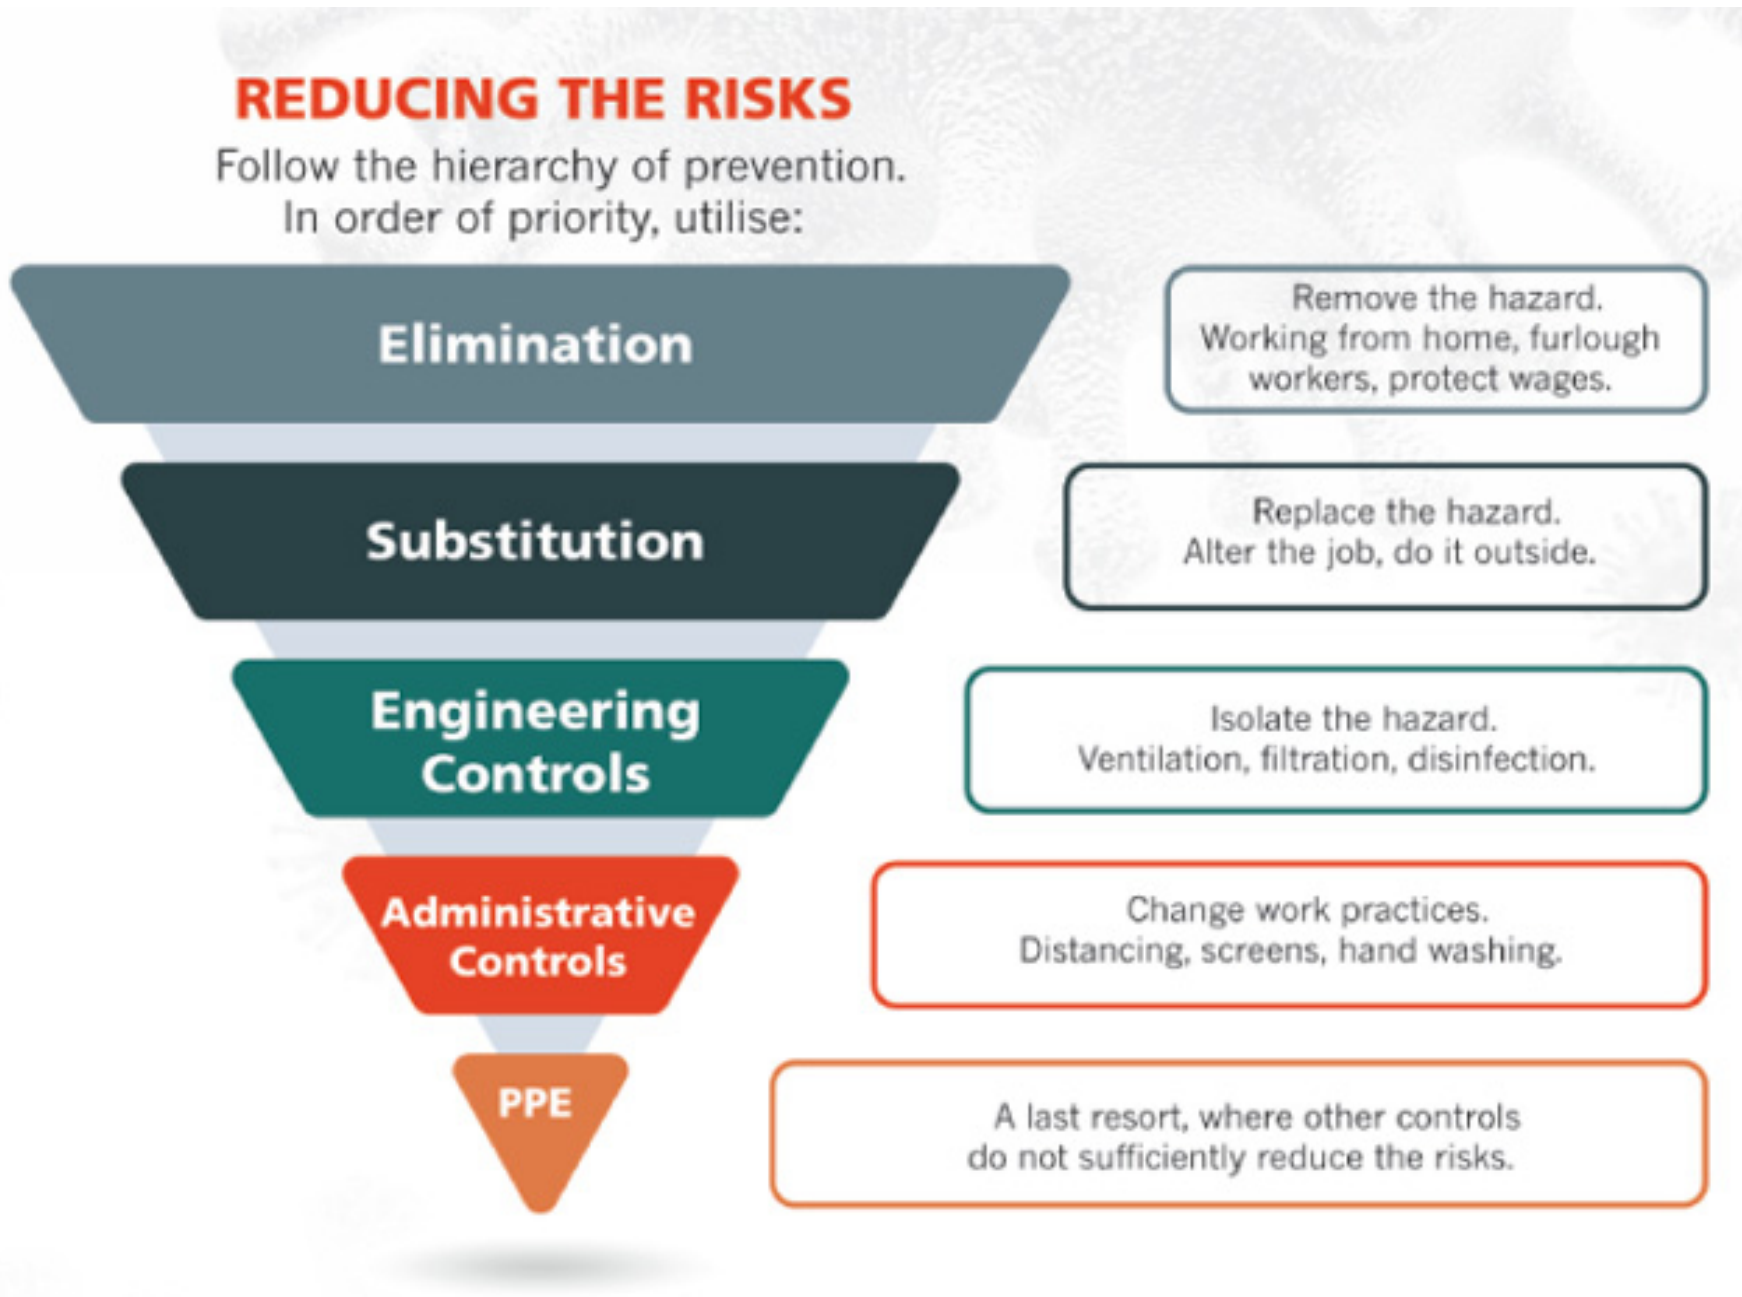 REDUCING THE RISKS
Follow the hierarchy of prevention.
In order of priority, utilise:
Elimination
Remove the hazard.
Working from home, furlough
workers, protect wages.
Substitution
Replace the hazard.
Alter the job, do it outside.
Engineering
Controls
Isolate the hazard.
Ventilation, filtration, disinfection.
Administrative
Controls
Change work practices.
Distancing, screens, hand washing.
PPE
A last resort, where other controls
do not sufficiently reduce the risks.